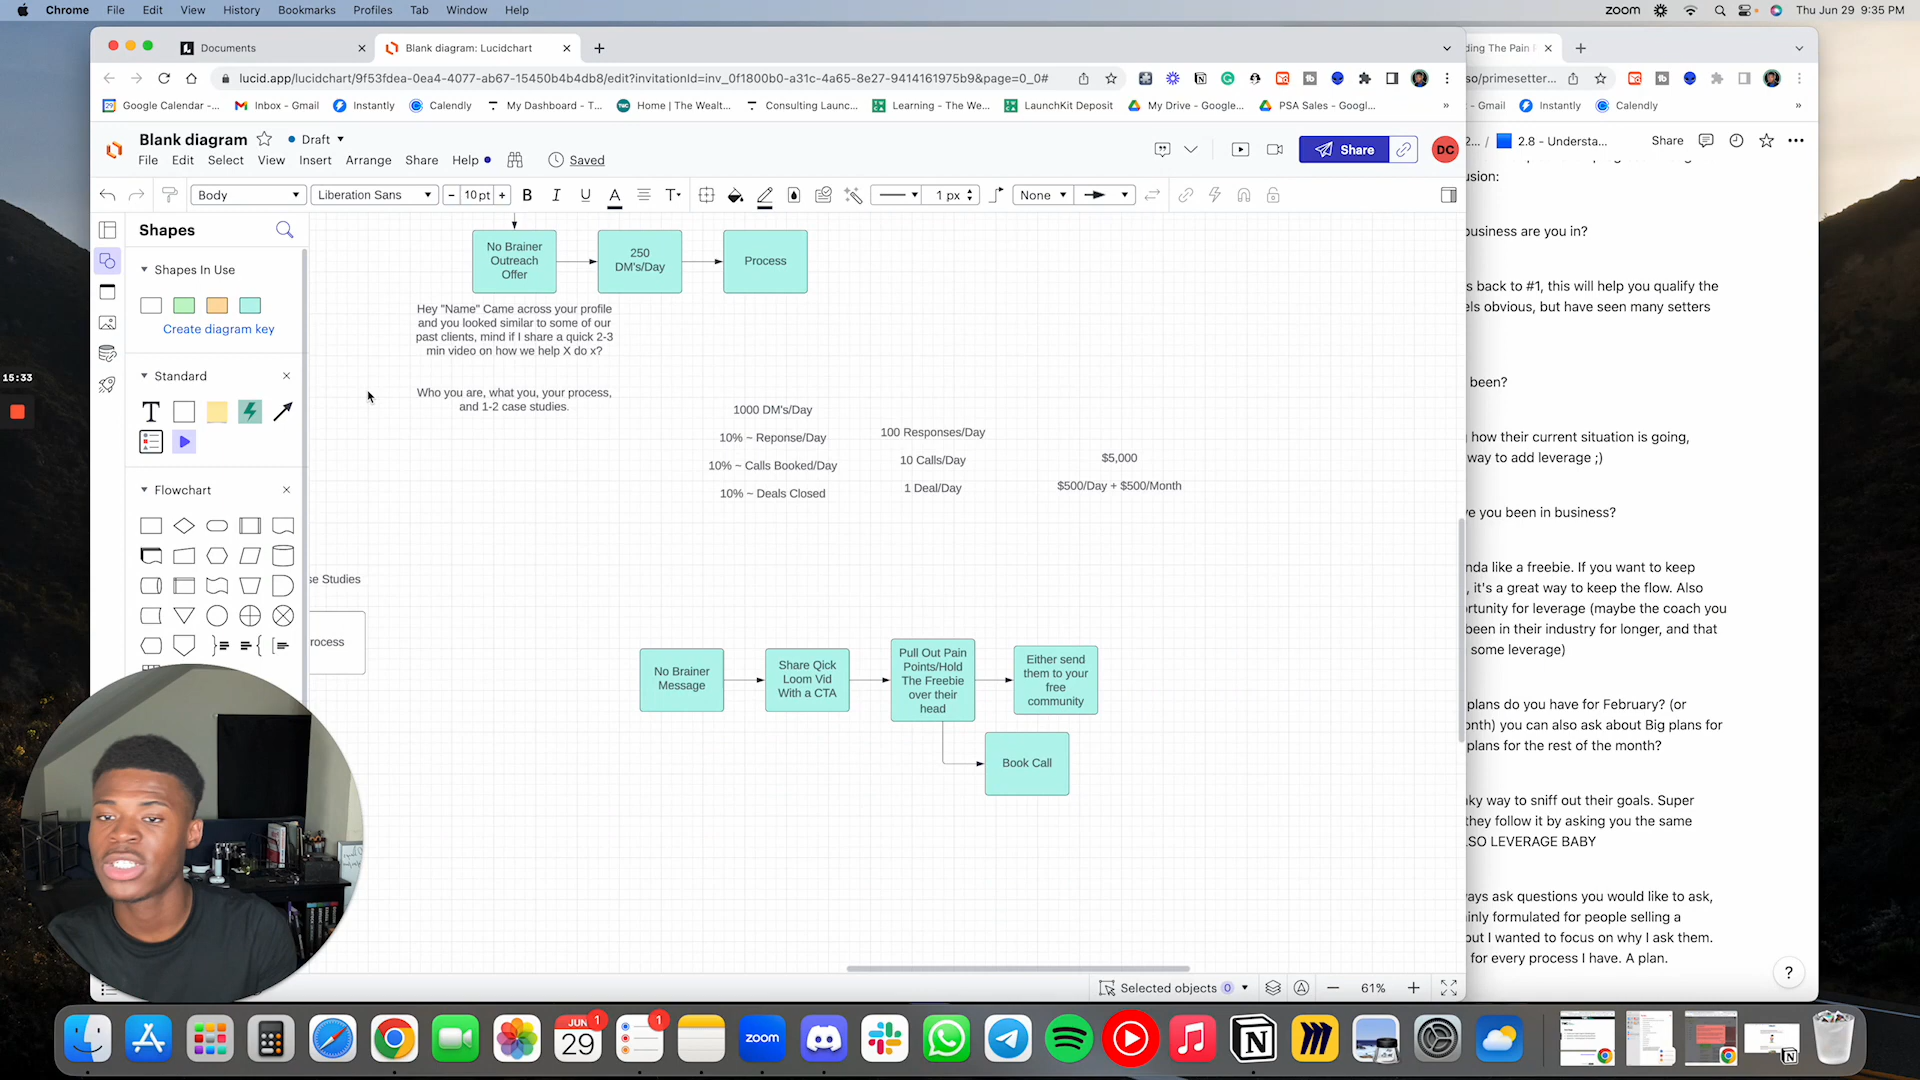 Chrome File Edit View History Bookmarks Profiles Tab Window Help
zoom Thu Jun 29 9:35 PM
Documents
Blank diagram: Lucidchart
ding The Pain
lucid.app/lucidchart/9f53fdea-0ea4-4077-ab67-15450b4b4db8/edit?invitationId=inv_0f1800b0-a31c-4a65-8e27-9414161975b9&page=0_0#
so/primesetter...
Google Calendar -...
Inbox - Gmail
Instantly
Calendly
My Dashboard - T...
Home | The Wealt...
Consulting Launc...
Learning - The We...
LaunchKit Deposit
My Drive - Google...
PSA Sales - Googl...
»
- Gmail
Instantly
Calendly
»
Blank diagram
Draft
File Edit Select View Insert Arrange Share Help
Saved
Share
DC
2... / 2.8 - Understa...
Share
Body
Liberation Sans
- 10 pt +
B I U A
1 px
None
Shapes
Shapes In Use
Create diagram key
Standard
T
Flowchart
15:33
No Brainer
Outreach
Offer
250
DM's/Day
Process
Hey "Name" Came across your profile
and you looked similar to some of our
past clients, mind if I share a quick 2-3
min video on how we help X do x?
Who you are, what you, your process,
and 1-2 case studies.
1000 DM's/Day
10% ~ Reponse/Day
10% ~ Calls Booked/Day
10% ~ Deals Closed
100 Responses/Day
10 Calls/Day
1 Deal/Day
$5,000
$500/Day + $500/Month
se Studies
rocess
No Brainer
Message
Share Qick
Loom Vid
With a CTA
Pull Out Pain
Points/Hold
The Freebie
over their
head
Either send
them to your
free
community
Book Call
usion:
business are you in?
s back to #1, this will help you qualify the
els obvious, but have seen many setters
been?
how their current situation is going,
way to add leverage ;)
e you been in business?
nda like a freebie. If you want to keep
, it's a great way to keep the flow. Also
rtunity for leverage (maybe the coach you
been in their industry for longer, and that
some leverage)
plans do you have for February? (or
onth) you can also ask about Big plans for
plans for the rest of the month?
ky way to sniff out their goals. Super
they follow it by asking you the same
SO LEVERAGE BABY
ays ask questions you would like to ask,
inly formulated for people selling a
but I wanted to focus on why I ask them.
for every process I have. A plan.
?
Selected objects 0
61%
JUN
29
1
1
zoom